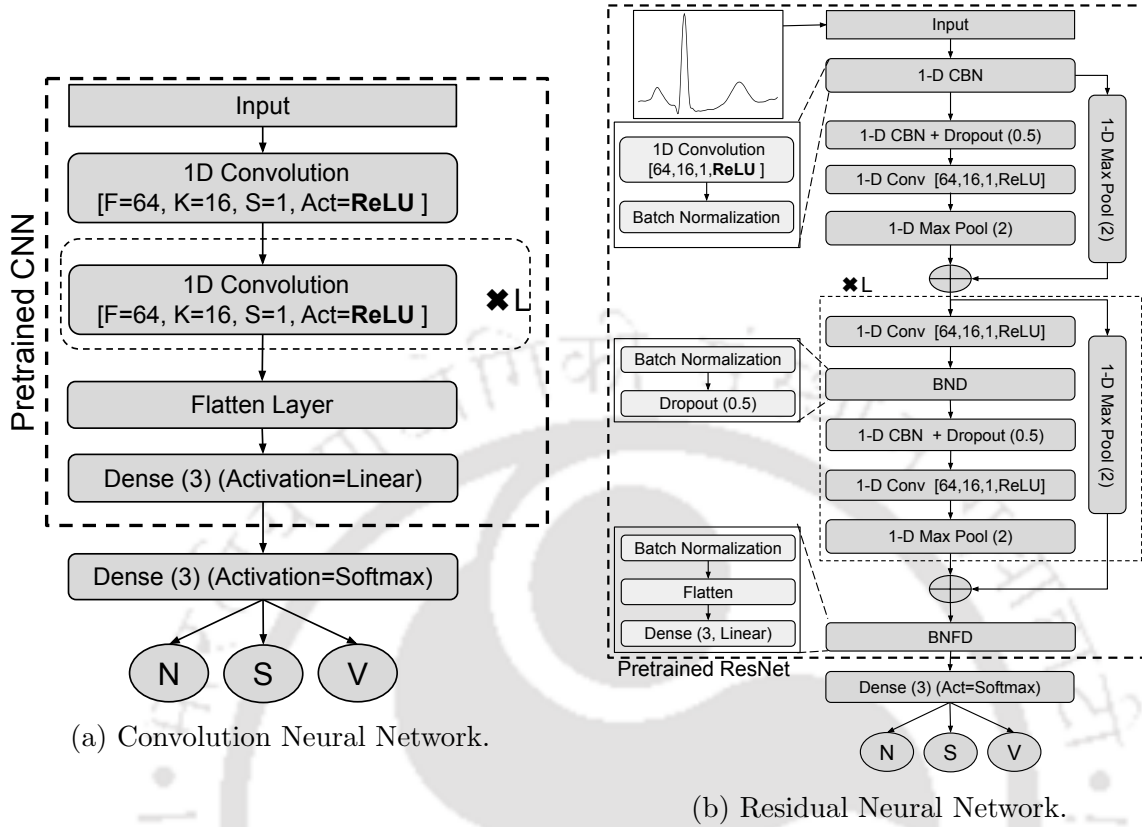 Pretrained CNN
Input
1D Convolution
[F=64, K=16, S=1, Act=ReLU ]
1D Convolution
[F=64, K=16, S=1, Act=ReLU ]
✖ L
Flatten Layer
Dense (3) (Activation=Linear)
Dense (3) (Activation=Softmax)
N S V
(a) Convolution Neural Network.
Input
1-D CBN
1D Convolution
[64,16,1,ReLU ]
Batch Normalization
1-D CBN + Dropout (0.5)
1-D Conv [64,16,1,ReLU]
1-D Max Pool (2)
1-D Max Pool (2)
✖ L
1-D Conv [64,16,1,ReLU]
Batch Normalization
Dropout (0.5)
BND
1-D CBN + Dropout (0.5)
1-D Conv [64,16,1,ReLU]
1-D Max Pool (2)
1-D Max Pool (2)
Batch Normalization
Flatten
Dense (3, Linear)
BNFD
Pretrained ResNet
Dense (3) (Act=Softmax)
N S V
(b) Residual Neural Network.